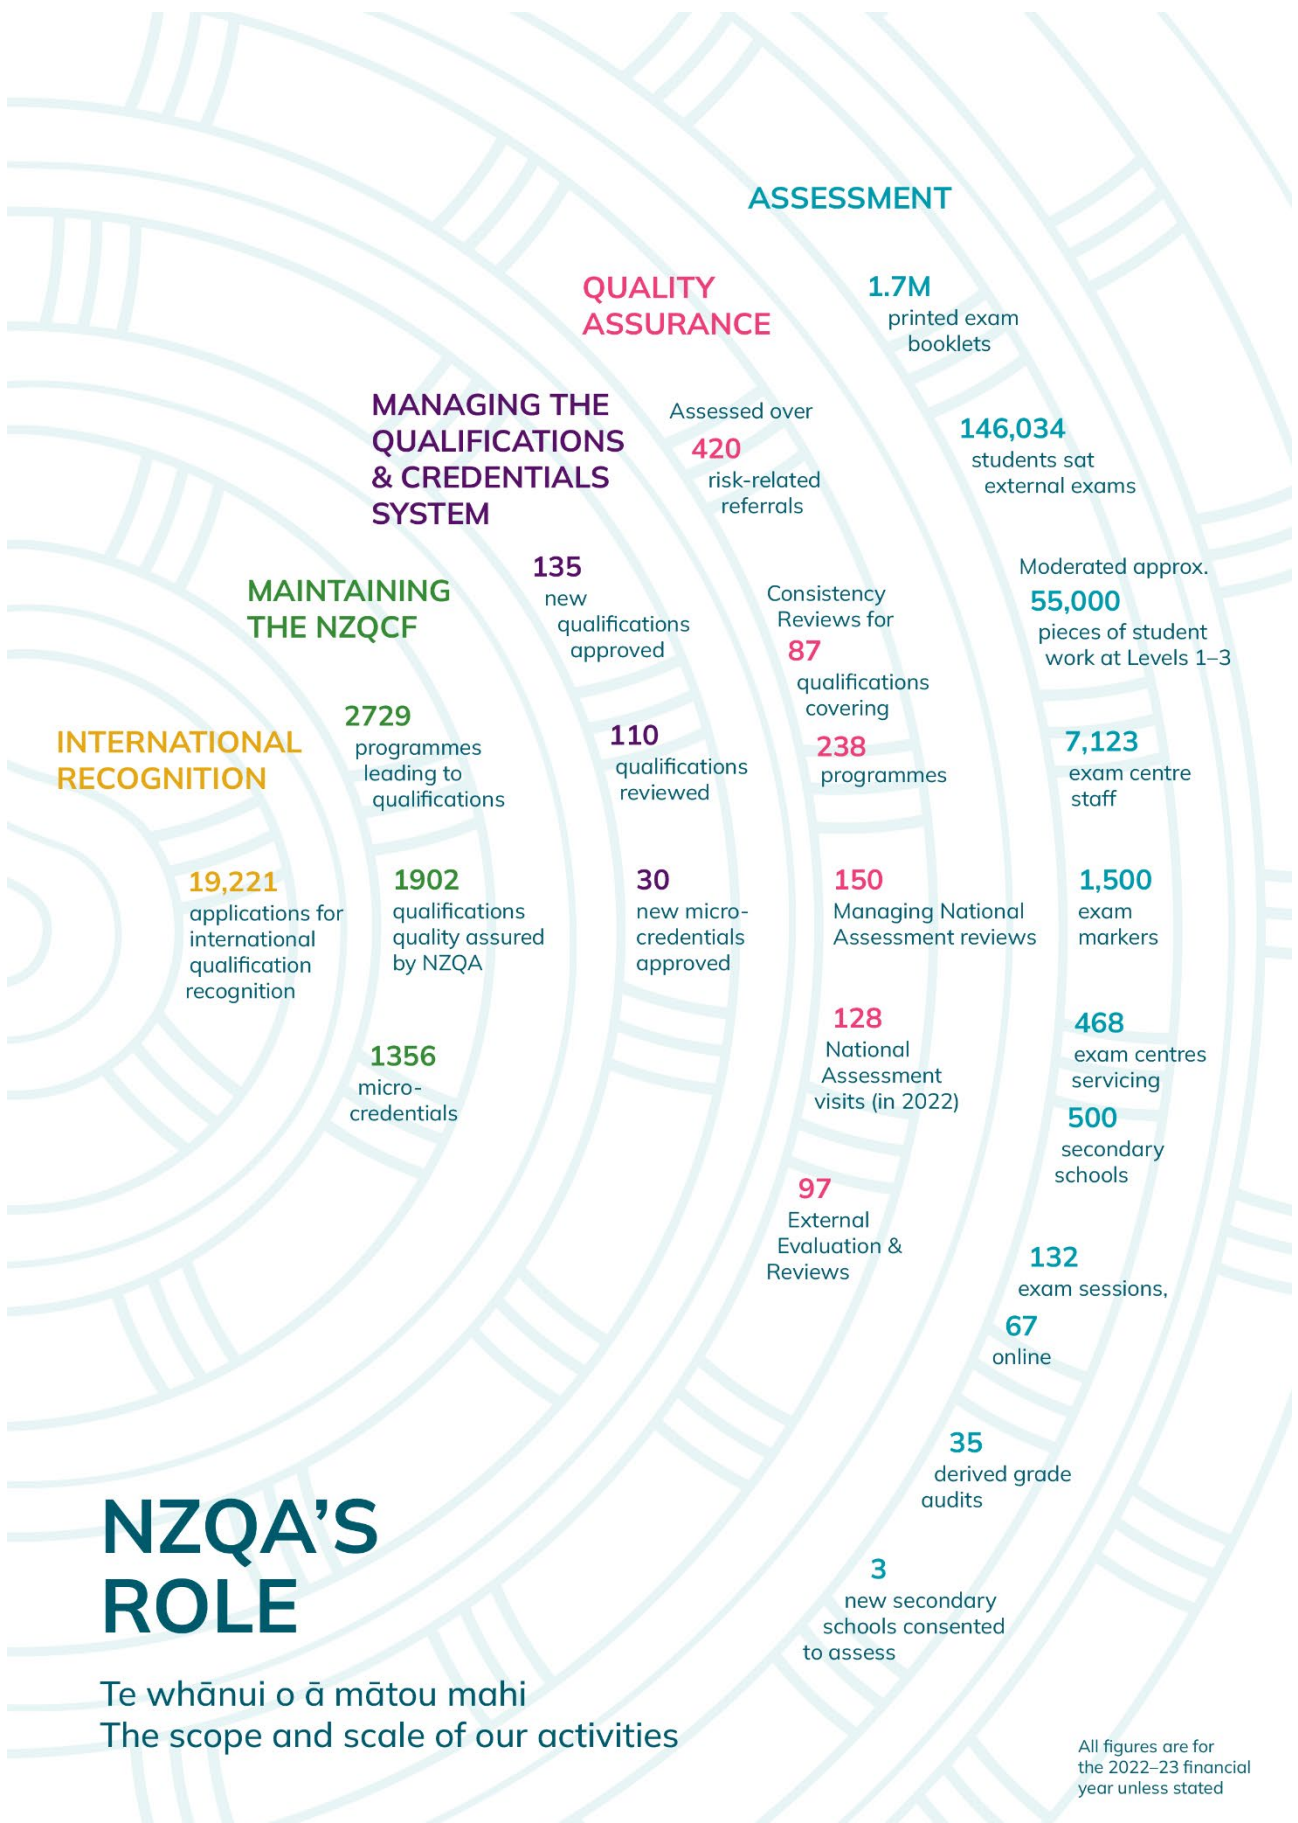 ASSESSMENT
1.7M
printed exam
booklets
146,034
students sat
external exams
Moderated approx.
55,000
pieces of student
work at Levels 1–3
7,123
exam centre
staff
1,500
exam
markers
468
exam centres
servicing
500
secondary
schools
132
exam sessions,
67
online
35
derived grade
audits
3
new secondary
schools consented
to assess
QUALITY
ASSURANCE
Assessed over
420
risk-related
referrals
Consistency
Reviews for
87
qualifications
covering
238
programmes
150
Managing National
Assessment reviews
128
National
Assessment
visits (in 2022)
97
External
Evaluation &
Reviews
MANAGING THE
QUALIFICATIONS
& CREDENTIALS
SYSTEM
135
new
qualifications
approved
110
qualifications
reviewed
30
new micro-
credentials
approved
MAINTAINING
THE NZQCF
2729
programmes
leading to
qualifications
1902
qualifications
quality assured
by NZQA
1356
micro-
credentials
INTERNATIONAL
RECOGNITION
19,221
applications for
international
qualification
recognition
NZQA’S
ROLE
Te whānui o ā mātou mahi
The scope and scale of our activities
All figures are for
the 2022–23 financial
year unless stated